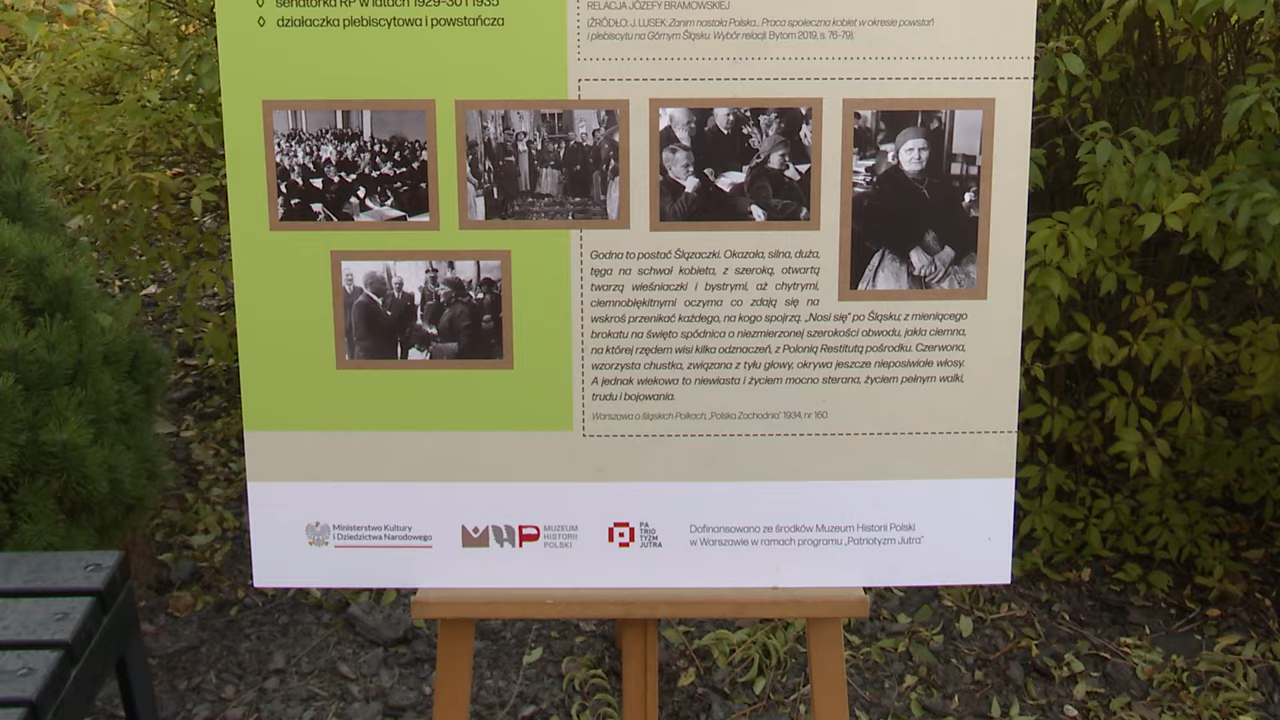 senatorka RP w latach 1929-30 i 1935
◊ działaczka plebiscytowa i powstańcza
RELACJA JÓZEFY BRAMOWSKIEJ
(ŹRÓDŁO: J. LUSEK: Zanim nastała Polska... Praca społeczna kobiet w okresie powstań
i plebiscytu na Górnym Śląsku. Wybór relacji. Bytom 2019, s. 76-79).
Godna to postać Ślązaczki. Okazała, silna, duża,
tęga na schwał kobieta, z szeroką, otwartą
twarzą wieśniaczki i bystrymi, aż chytrymi,
ciemnobłękitnymi oczyma co zdają się na
wskroś przenikać każdego, na kogo spojrzą. „Nosi się" po Śląsku; z mieniącego
brokatu na święto spódnica o niezmierzonej szerokości obwodu, jakla ciemna,
na której rzędem wisi kilka odznaczeń, z Polonią Restitutą pośrodku. Czerwona,
wzorzysta chustka, związana z tyłu głowy, okrywa jeszcze nieposiwiałe włosy.
A jednak wiekowa to niewiasta i życiem mocno sterana, życiem pełnym walki,
trudu i bojowania.
Warszawa o śląskich Polkach, „Polska Zachodnia" 1934, nr 160.
Ministerstwo Kultury
i Dziedzictwa Narodowego
MHP
MUZEUM
HISTORII
POLSKI
PA
TRIO
TYZM
JUTRA
Dofinansowano ze środków Muzeum Historii Polski
w Warszawie w ramach programu „Patriotyzm Jutra"